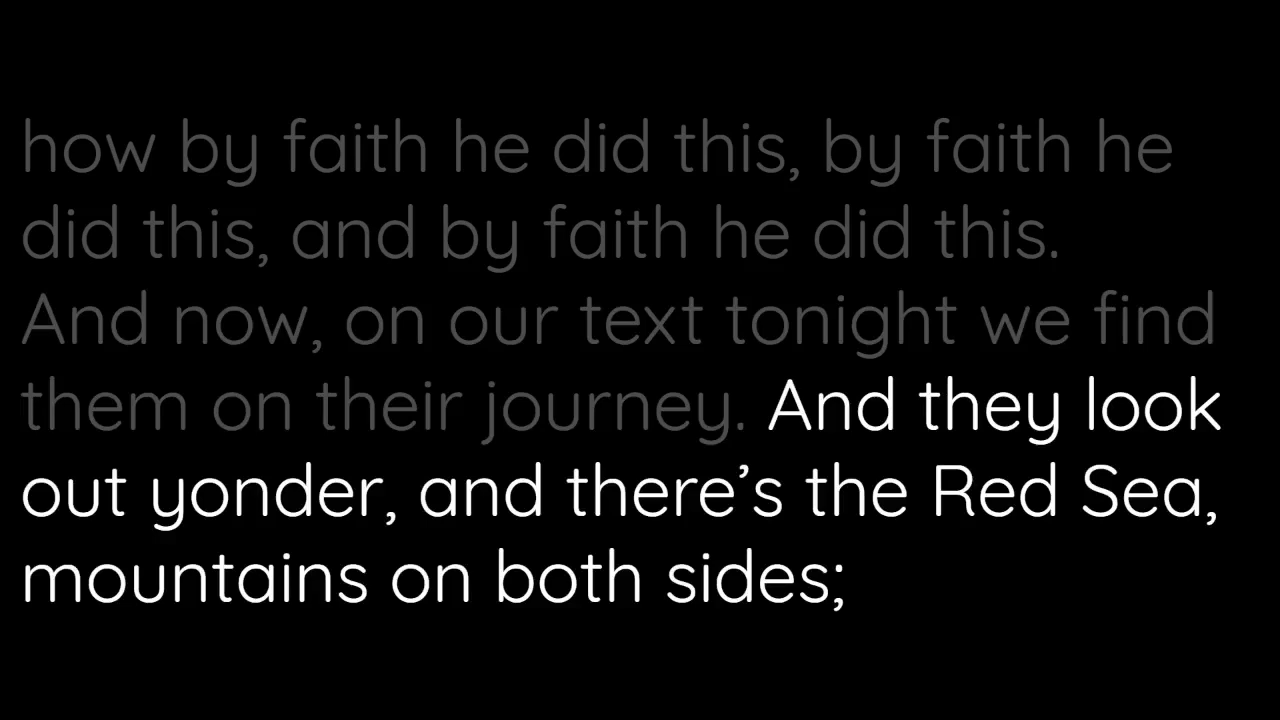 how by faith he did this, by faith he
did this, and by faith he did this.
And now, on our text tonight we find
them on their journey. And they look
out yonder, and there’s the Red Sea,
mountains on both sides;